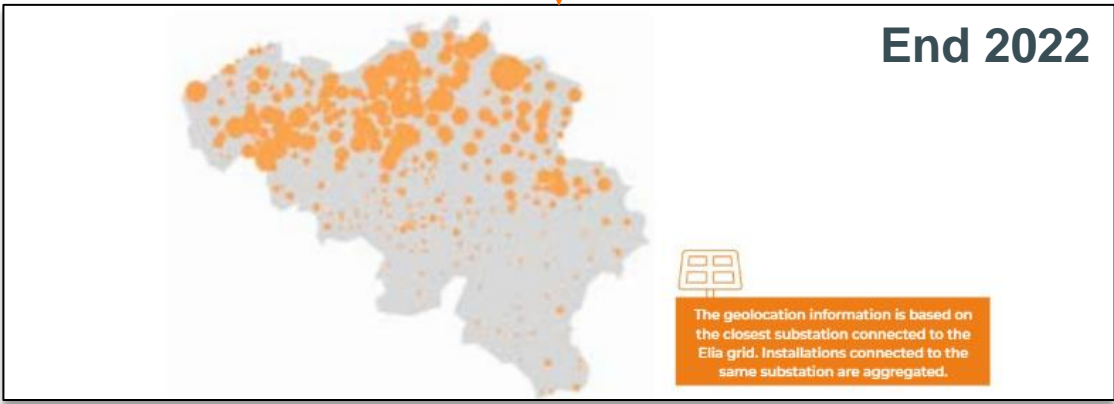 End 2022
The geolocation information is based on
the closest substation connected to the
Elia grid. Installations connected to the
same substation are aggregated.